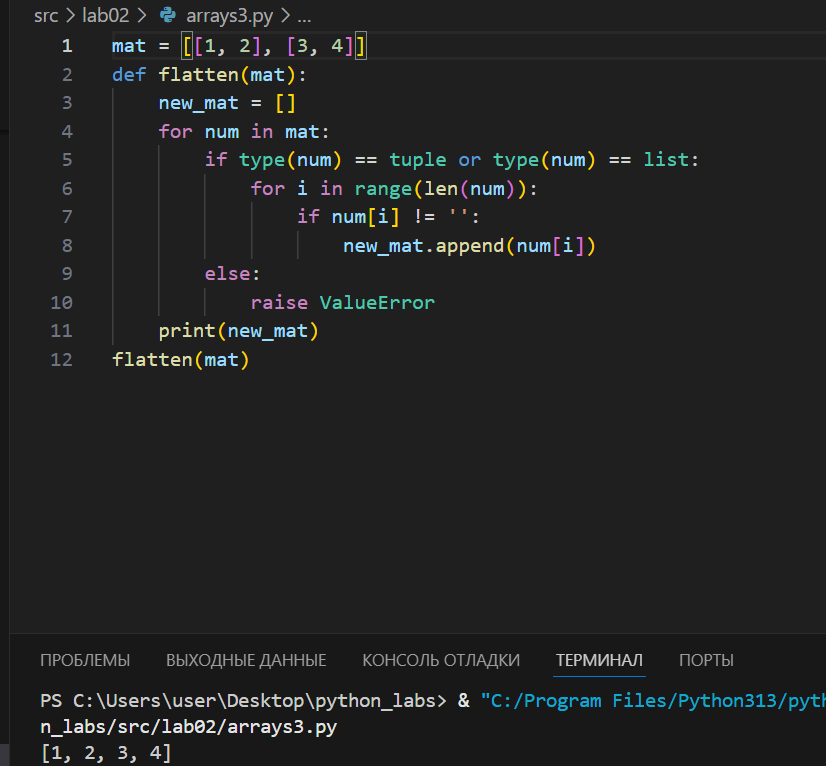 src > lab02 > arrays3.py > ...
1 mat = [[1, 2], [3, 4]]
2 def flatten(mat):
3     new_mat = []
4     for num in mat:
5         if type(num) == tuple or type(num) == list:
6             for i in range(len(num)):
7                 if num[i] != '':
8                     new_mat.append(num[i])
9         else:
10             raise ValueError
11     print(new_mat)
12 flatten(mat)
ПРОБЛЕМЫ ВЫХОДНЫЕ ДАННЫЕ КОНСОЛЬ ОТЛАДКИ ТЕРМИНАЛ ПОРТЫ
PS C:\Users\user\Desktop\python_labs> & "C:/Program Files/Python313/pyth
n_labs/src/lab02/arrays3.py
[1, 2, 3, 4]